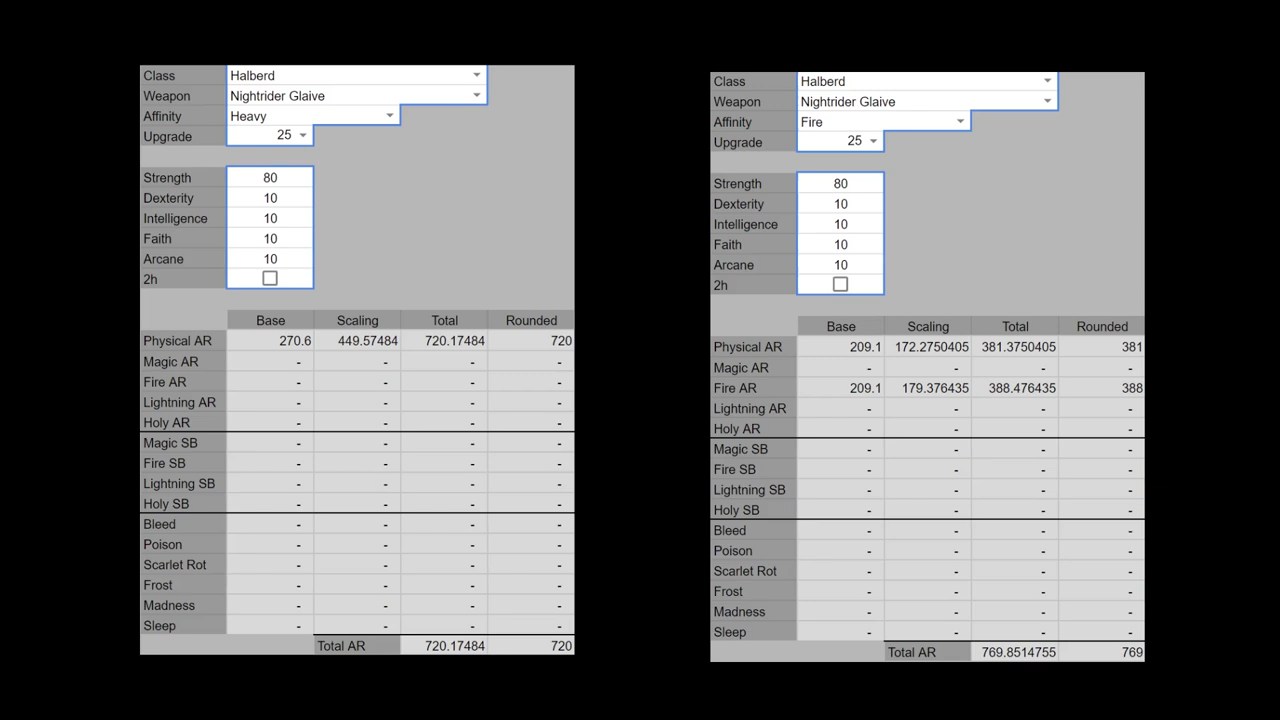 Class Halberd
Weapon Nightrider Glaive
Affinity Heavy
Upgrade 25
Strength 80
Dexterity 10
Intelligence 10
Faith 10
Arcane 10
2h
Base Scaling Total Rounded
Physical AR 270.6 449.57484 720.17484 720
Magic AR - - - -
Fire AR - - - -
Lightning AR - - - -
Holy AR - - - -
Magic SB - - - -
Fire SB - - - -
Lightning SB - - - -
Holy SB - - - -
Bleed - - - -
Poison - - - -
Scarlet Rot - - - -
Frost - - - -
Madness - - - -
Sleep - - - -
Total AR 720.17484 720
Class Halberd
Weapon Nightrider Glaive
Affinity Fire
Upgrade 25
Strength 80
Dexterity 10
Intelligence 10
Faith 10
Arcane 10
2h
Base Scaling Total Rounded
Physical AR 209.1 172.2750405 381.3750405 381
Magic AR - - - -
Fire AR 209.1 179.376435 388.476435 388
Lightning AR - - - -
Holy AR - - - -
Magic SB - - - -
Fire SB - - - -
Lightning SB - - - -
Holy SB - - - -
Bleed - - - -
Poison - - - -
Scarlet Rot - - - -
Frost - - - -
Madness - - - -
Sleep - - - -
Total AR 769.8514755 769